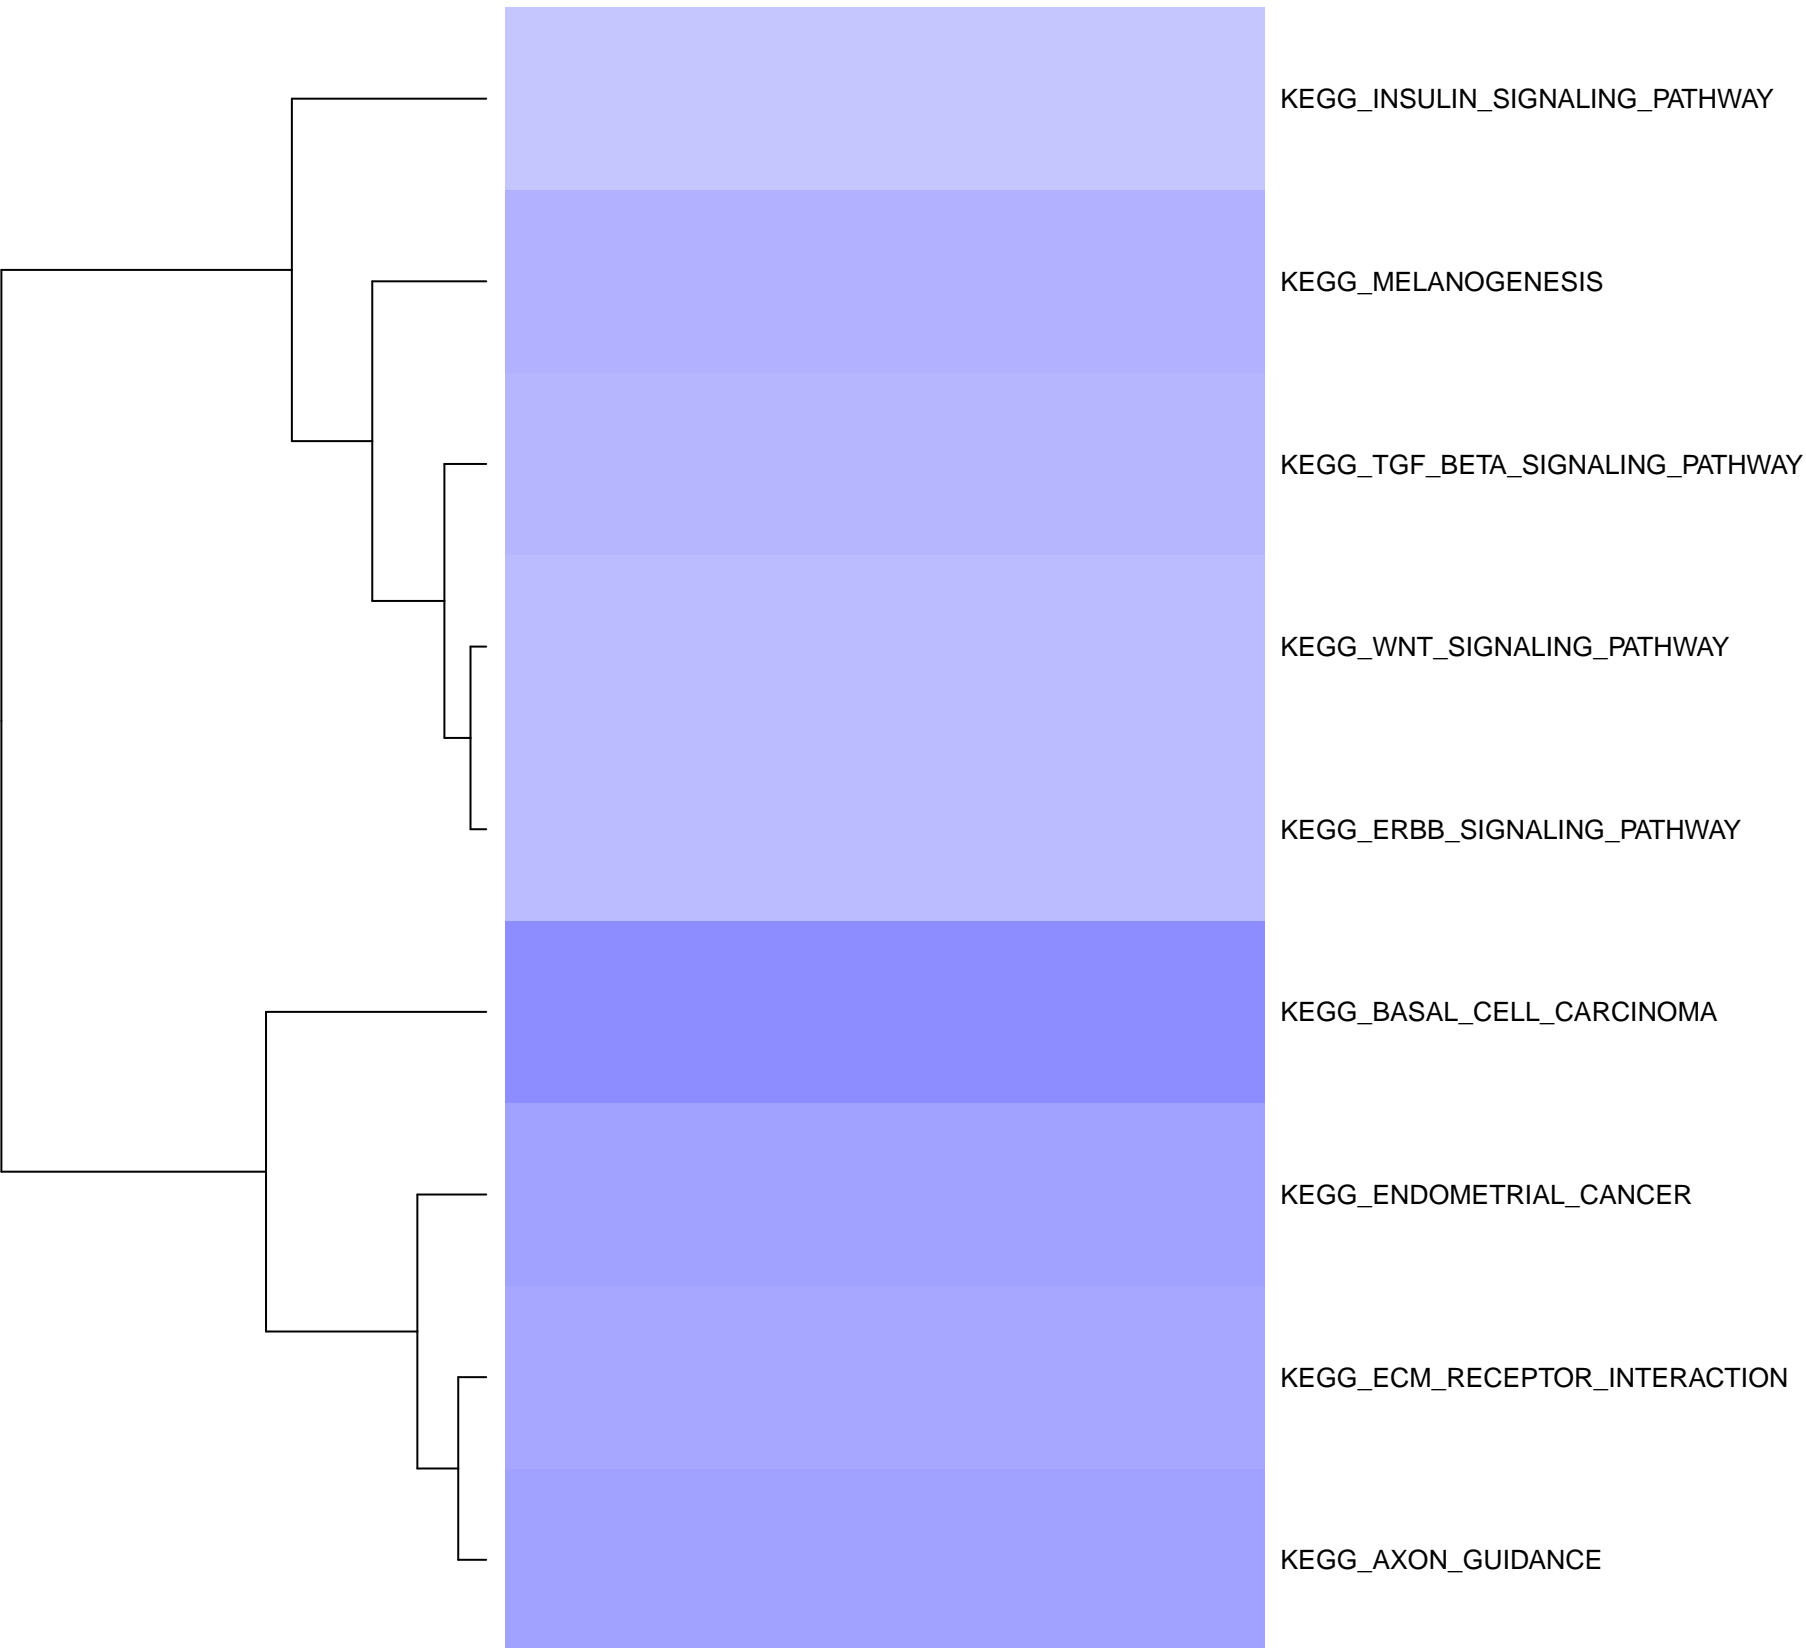 KEGG_INSULIN_SIGNALING_PATHWAY
KEGG_MELANOGENESIS
KEGG_TGF_BETA_SIGNALING_PATHWAY
KEGG_WNT_SIGNALING_PATHWAY
KEGG_ERBB_SIGNALING_PATHWAY
KEGG_BASAL_CELL_CARCINOMA
KEGG_ENDOMETRIAL_CANCER
KEGG_ECM_RECEPTOR_INTERACTION
KEGG_AXON_GUIDANCE